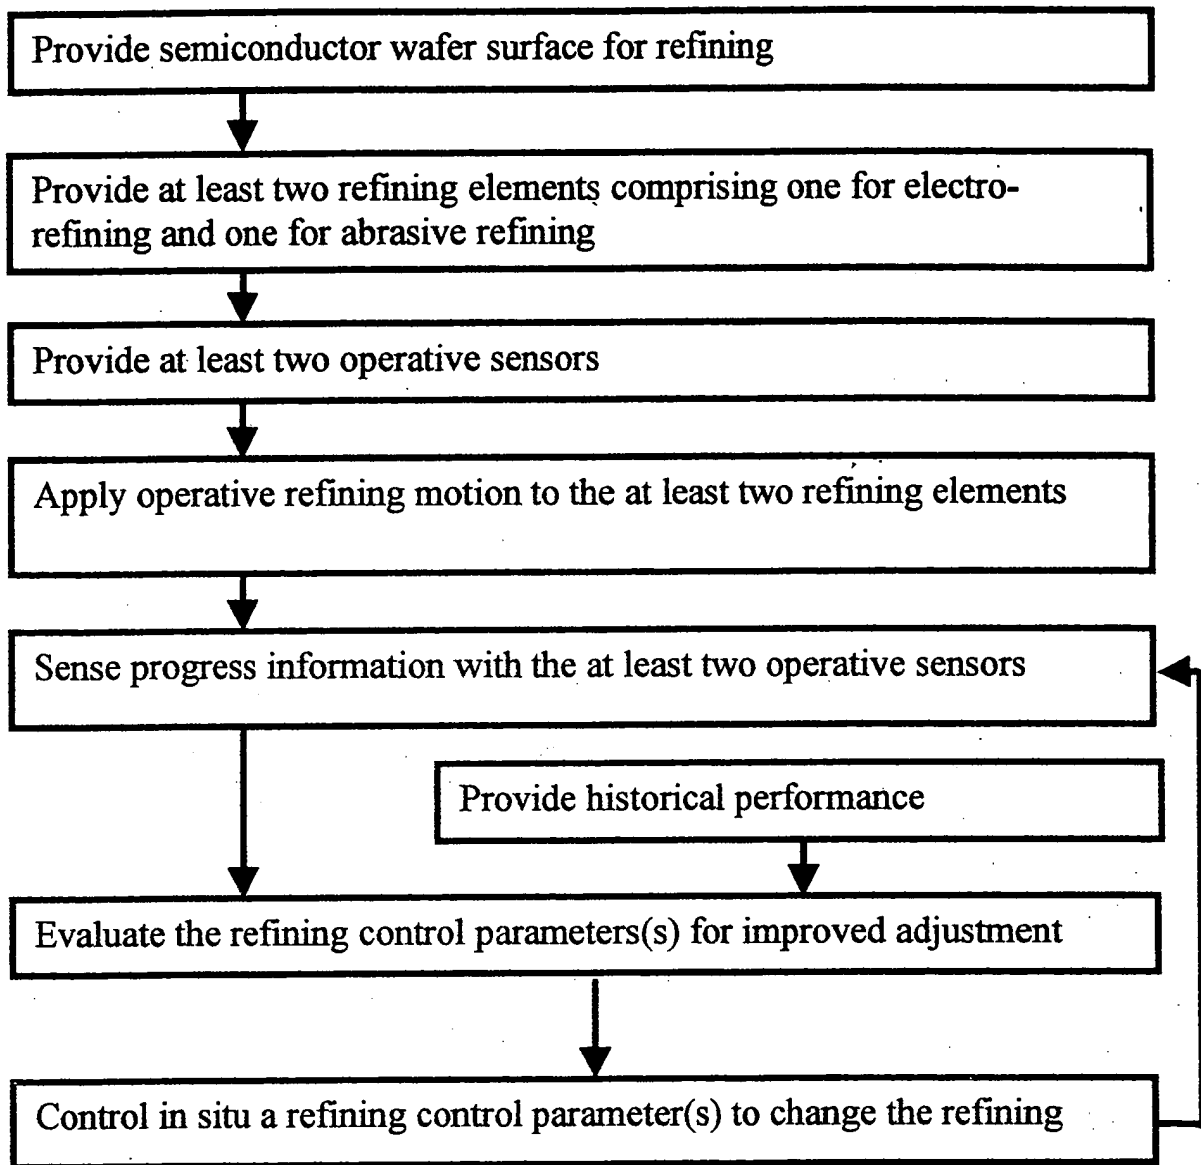 Provide semiconductor wafer surface for refining
Provide at least two refining elements comprising one for electro-
refining and one for abrasive refining
Provide at least two operative sensors
Apply operative refining motion to the at least two refining elements
Sense progress information with the at least two operative sensors
Provide historical performance
Evaluate the refining control parameters(s) for improved adjustment
Control in situ a refining control parameter(s) to change the refining